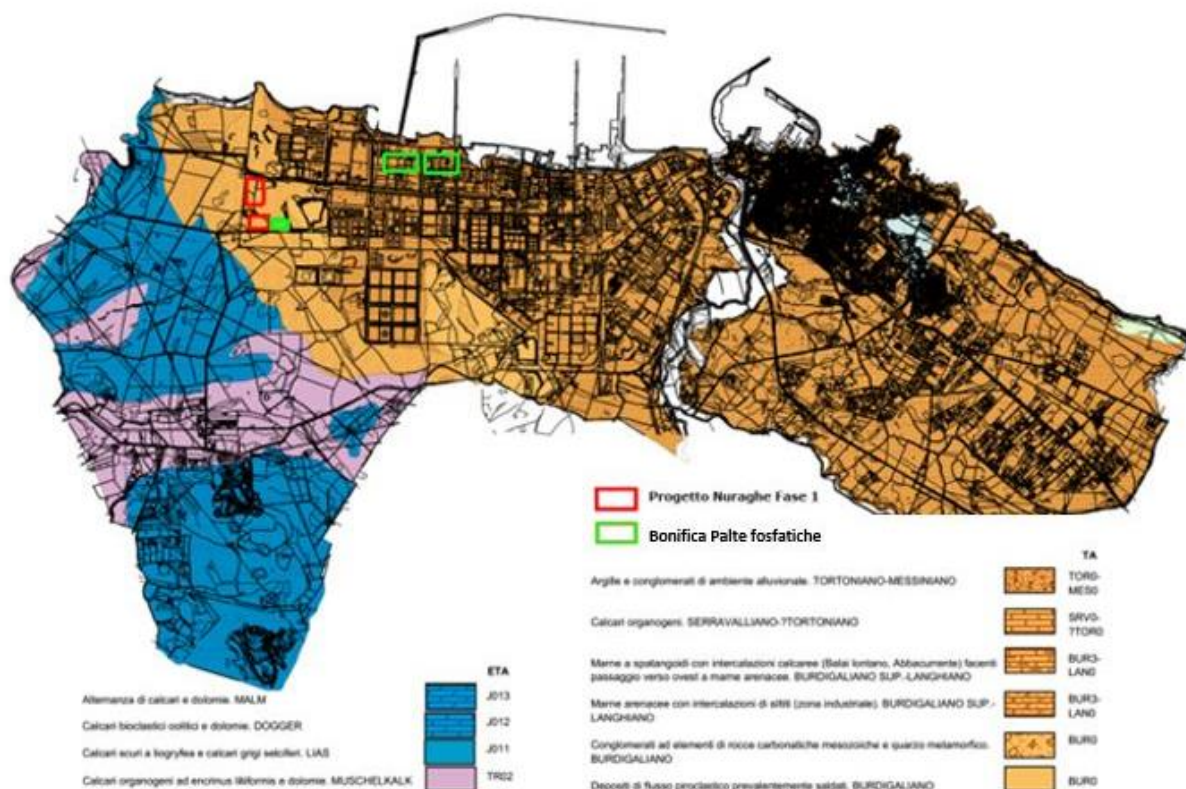 Progetto Nuraghe Fase 1
Bonifica Palte fosfatiche
TA
Argille e conglomerati di ambiente alluvionale. TORTONIANO-MESSINIANO
TOR0-
MES0
Calcari organogeni. SERRAVALLIANO-?TORTONIANO
SRV0-
?TOR0
Marne a spatangoidi con intercalazioni calcaree (Balai lontano, Abbacurrente) facenti
passaggio verso ovest a marne arenacee. BURDIGALIANO SUP.-LANGHIANO
BUR3-
LAN0
Marne arenacee con intercalazioni di siltiti (zona industriale). BURDIGALIANO SUP.-
LANGHIANO
BUR3-
LAN0
Conglomerati ad elementi di rocce carbonatiche mesozoiche e quarzo metamorfico.
BURDIGALIANO
BUR0
Depositi di flusso piroclastico prevalentemente saldati. BURDIGALIANO
BUR0
ETA
Alternanza di calcari e dolomie. MALM
J013
Calcari bioclastici oolitici e dolomie. DOGGER
J012
Calcari scuri a liogryfea e calcari grigi selciferi. LIAS
J011
Calcari organogeni ad encrinus liliiformis e dolomie. MUSCHELKALK
TR02